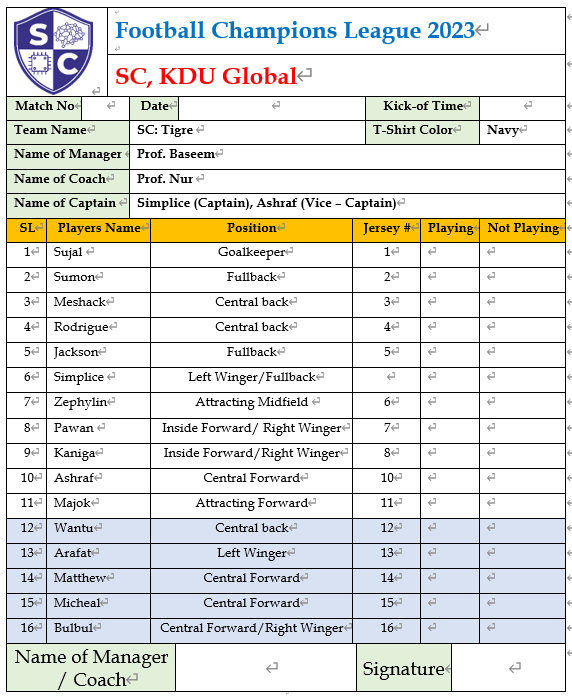 S
C
Football Champions League 2023
SC, KDU Global
Match No Date Kick-of Time
Team Name SC: Tigre T-Shirt Color Navy
Name of Manager Prof. Baseem
Name of Coach Prof. Nur
Name of Captain Simplice (Captain), Ashraf (Vice – Captain)
SL Players Name Position Jersey # Playing Not Playing
1 Sujal Goalkeeper 1
2 Sumon Fullback 2
3 Meshack Central back 3
4 Rodrigue Central back 4
5 Jackson Fullback 5
6 Simplice Left Winger/Fullback
7 Zephylin Attracting Midfield 6
8 Pawan Inside Forward/ Right Winger 7
9 Kaniga Inside Forward/Right Winger 8
10 Ashraf Central Forward 10
11 Majok Attracting Forward 11
12 Wantu Central back 12
13 Arafat Left Winger 13
14 Matthew Central Forward 14
15 Micheal Central Forward 15
16 Bulbul Central Forward/Right Winger 16
Name of Manager Signature
/ Coach